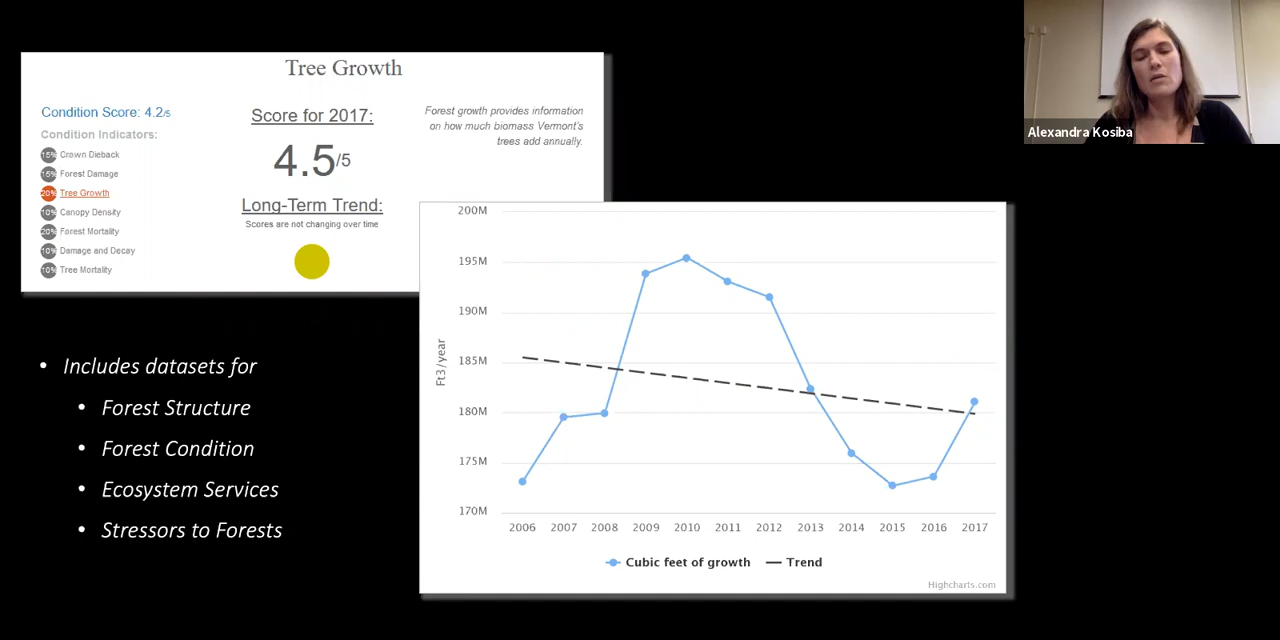 Tree Growth
Condition Score: 4.2/5
Condition Indicators:
15% Crown Dieback
15% Forest Damage
20% Tree Growth
10% Canopy Density
20% Forest Mortality
10% Damage and Decay
10% Tree Mortality
Score for 2017:
4.5/5
Long-Term Trend:
Scores are not changing over time
Forest growth provides information
on how much biomass Vermont's
trees add annually.
Alexandra Kosiba
• Includes datasets for
• Forest Structure
• Forest Condition
• Ecosystem Services
• Stressors to Forests
Ft3/year
200M
195M
190M
185M
180M
175M
170M
2006 2007 2008 2009 2010 2011 2012 2013 2014 2015 2016 2017
Cubic feet of growth Trend
Highcharts.com